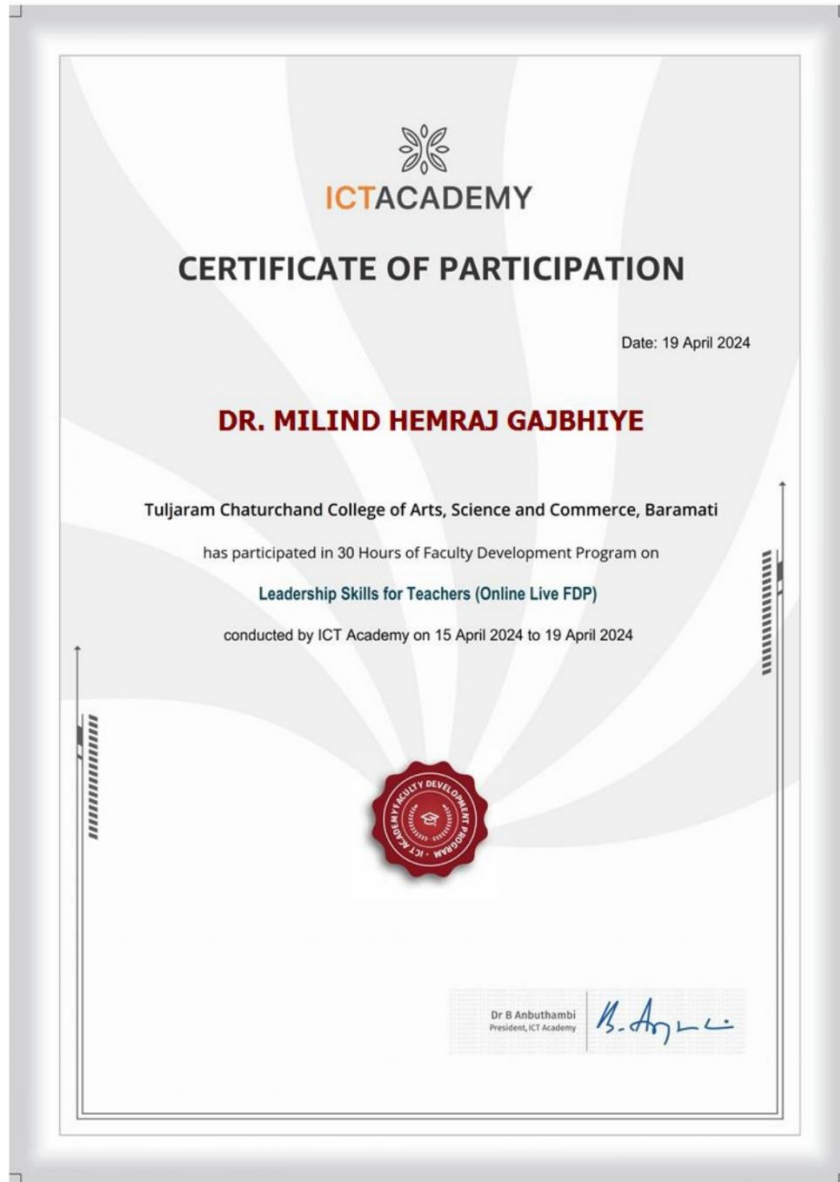 ICTACADEMY
CERTIFICATE OF PARTICIPATION
Date: 19 April 2024
DR. MILIND HEMRAJ GAJBHIYE
Tuljaram Chaturchand College of Arts, Science and Commerce, Baramati
has participated in 30 Hours of Faculty Development Program on
Leadership Skills for Teachers (Online Live FDP)
conducted by ICT Academy on 15 April 2024 to 19 April 2024
FACULTY DEVELOPMENT PROGRAM · ICT ACADEMY
Dr B Anbuthambi
President, ICT Academy